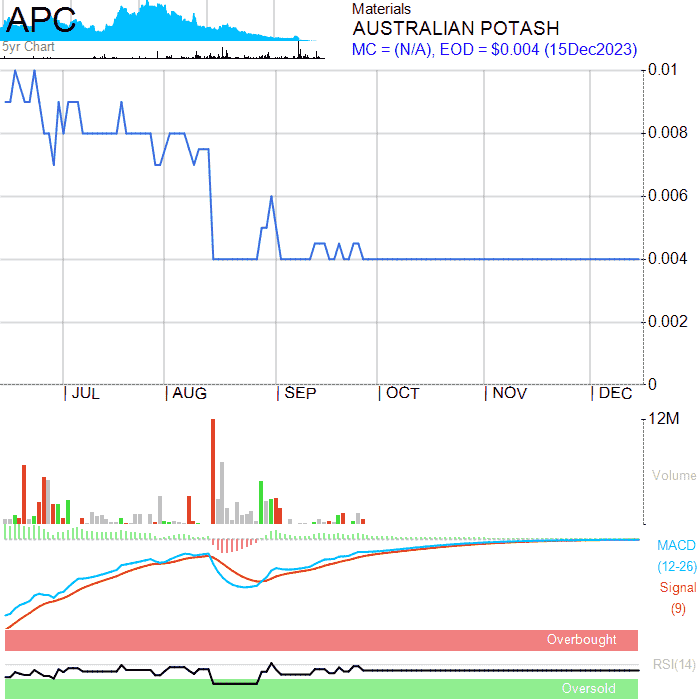 APC
5yr Chart
Materials
AUSTRALIAN POTASH
MC = (N/A), EOD = $0.004 (15Dec2023)
0.01
0.008
0.006
0.004
0.002
0
JUL AUG SEP OCT NOV DEC
12M
Volume
MACD
(12-26)
Signal
(9)
Overbought
RSI(14)
Oversold